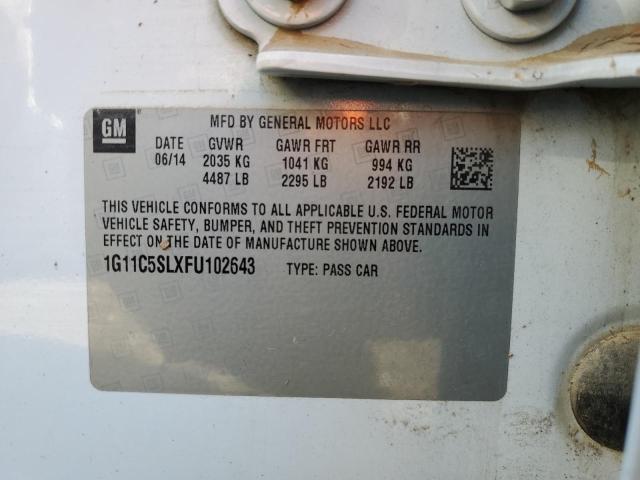 GM
MFD BY GENERAL MOTORS LLC
DATE GVWR GAWR FRT GAWR RR
06/14 2035 KG 1041 KG 994 KG
4487 LB 2295 LB 2192 LB
THIS VEHICLE CONFORMS TO ALL APPLICABLE U.S. FEDERAL MOTOR
VEHICLE SAFETY, BUMPER, AND THEFT PREVENTION STANDARDS IN
EFFECT ON THE DATE OF MANUFACTURE SHOWN ABOVE.
1G11C5SLXFU102643 TYPE: PASS CAR